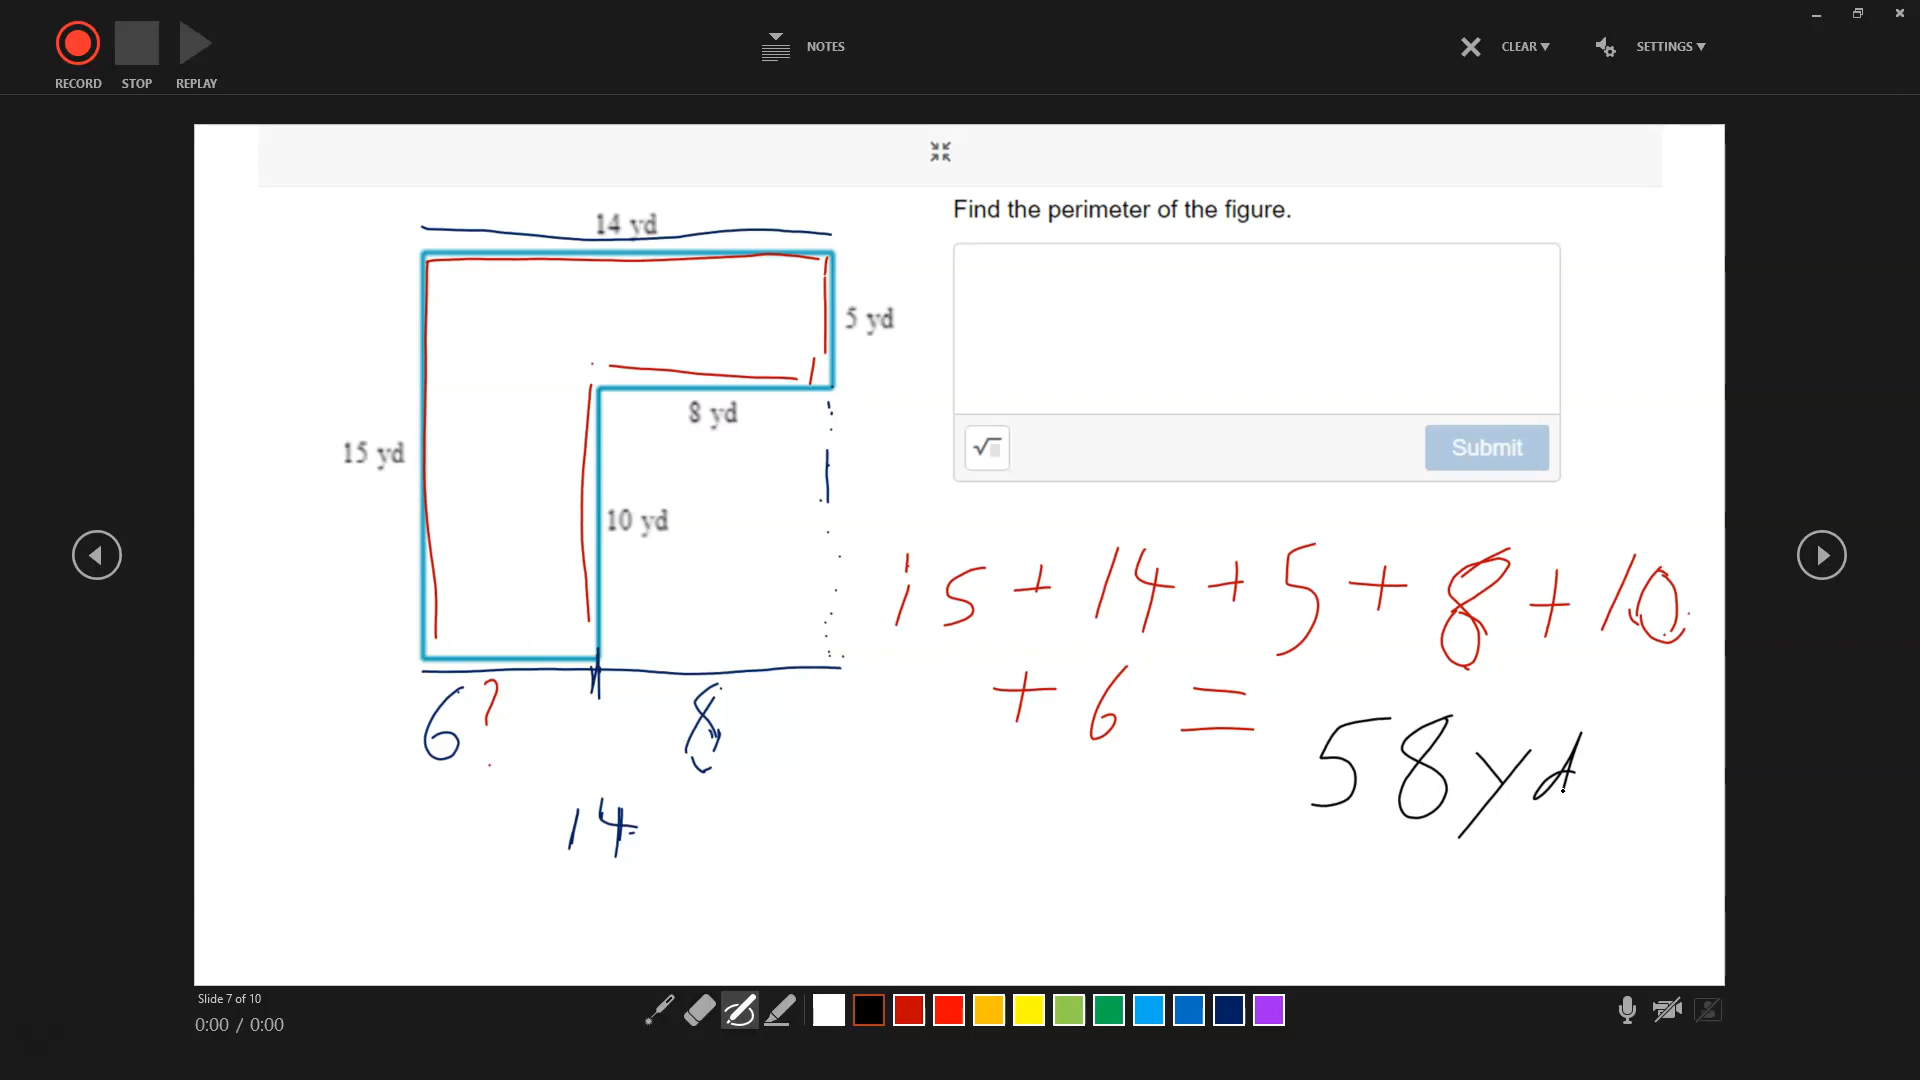 RECORD STOP REPLAY
NOTES
CLEAR
SETTINGS
14 yd
5 yd
8 yd
15 yd
10 yd
6?
8
14
Find the perimeter of the figure.
√
Submit
15 + 14 + 5 + 8 + 10
+ 6 =
58 yd
Slide 7 of 10
0:00 / 0:00